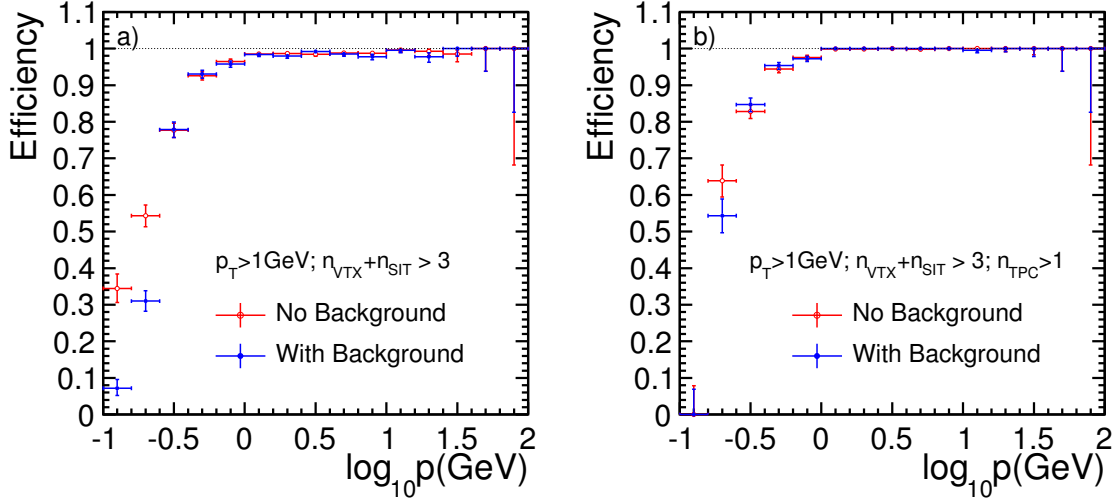 a)
Efficiency
1.1
1
0.9
0.8
0.7
0.6
0.5
0.4
0.3
0.2
0.1
0
p_T>1GeV; n_VTX+n_SIT > 3
No Background
With Background
-1 -0.5 0 0.5 1 1.5 2
log_10 p(GeV)
b)
Efficiency
1.1
1
0.9
0.8
0.7
0.6
0.5
0.4
0.3
0.2
0.1
0
p_T>1GeV; n_VTX+n_SIT > 3; n_TPC>1
No Background
With Background
-1 -0.5 0 0.5 1 1.5 2
log_10 p(GeV)